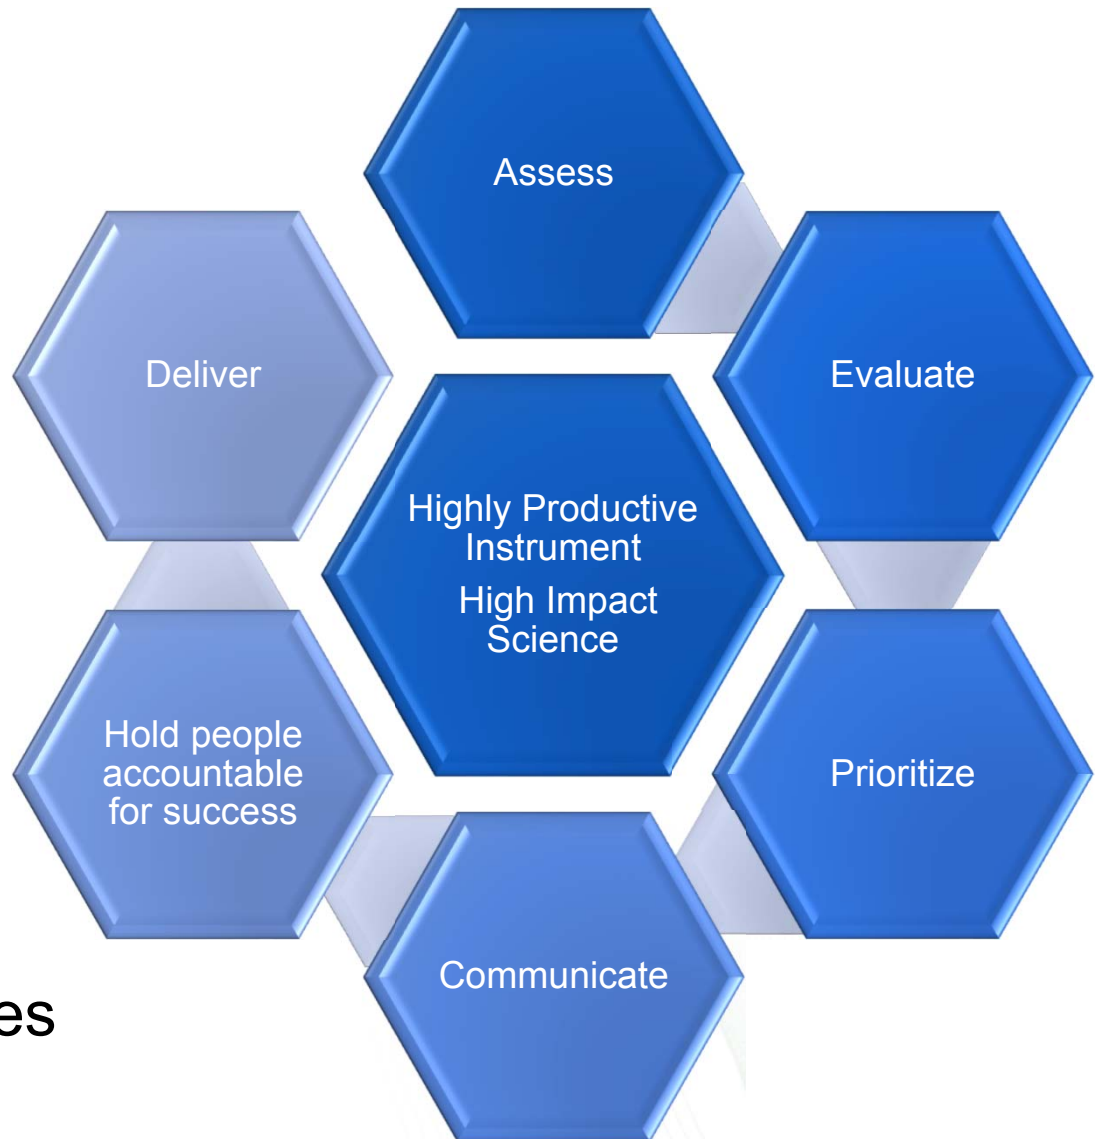 Assess
Evaluate
Prioritize
Communicate
Hold people
accountable
for success
Deliver
Highly Productive
Instrument
High Impact
Science
es